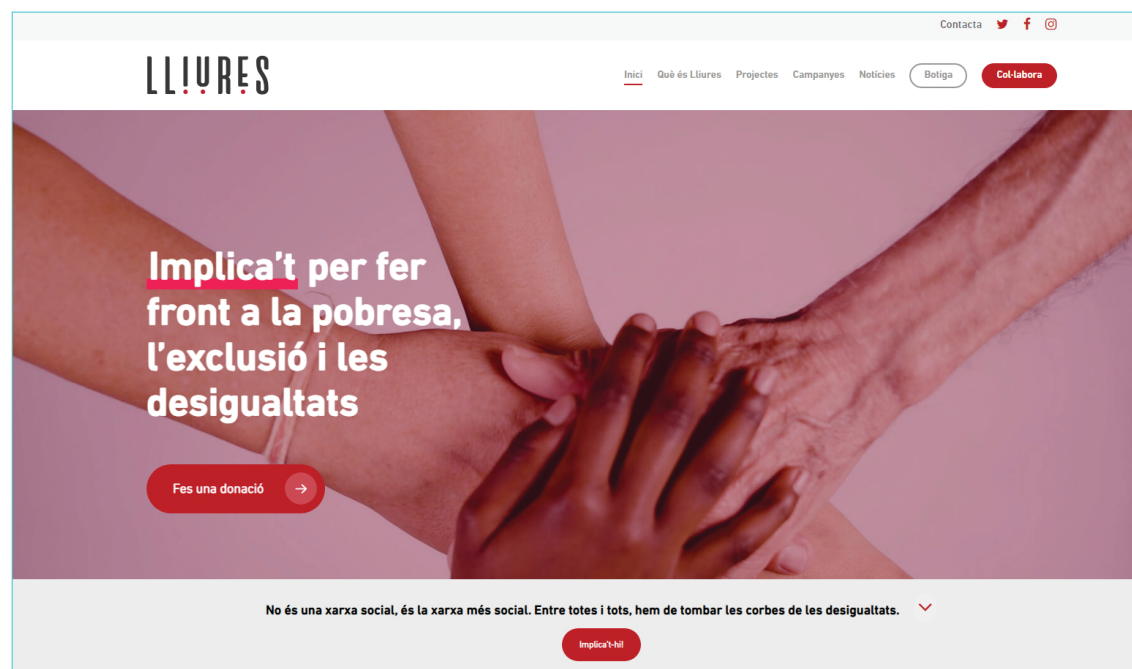 Contacta
LLIURES
Inici Què és Lliures Projectes Campanyes Notícies Botiga Col·labora
Implica't per fer
front a la pobresa,
l'exclusió i les
desigualtats
Fes una donació
No és una xarxa social, és la xarxa més social. Entre totes i tots, hem de tombar les corbes de les desigualtats.
Implica't-hi!